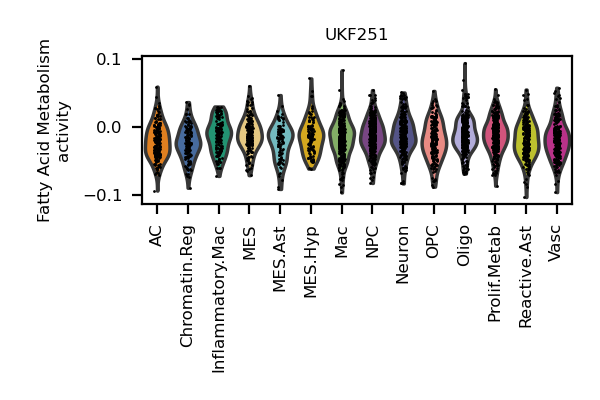 UKF251
Fatty Acid Metabolism
activity
0.1
0.0
−0.1
AC
Chromatin.Reg
Inflammatory.Mac
MES
MES.Ast
MES.Hyp
Mac
NPC
Neuron
OPC
Oligo
Prolif.Metab
Reactive.Ast
Vasc